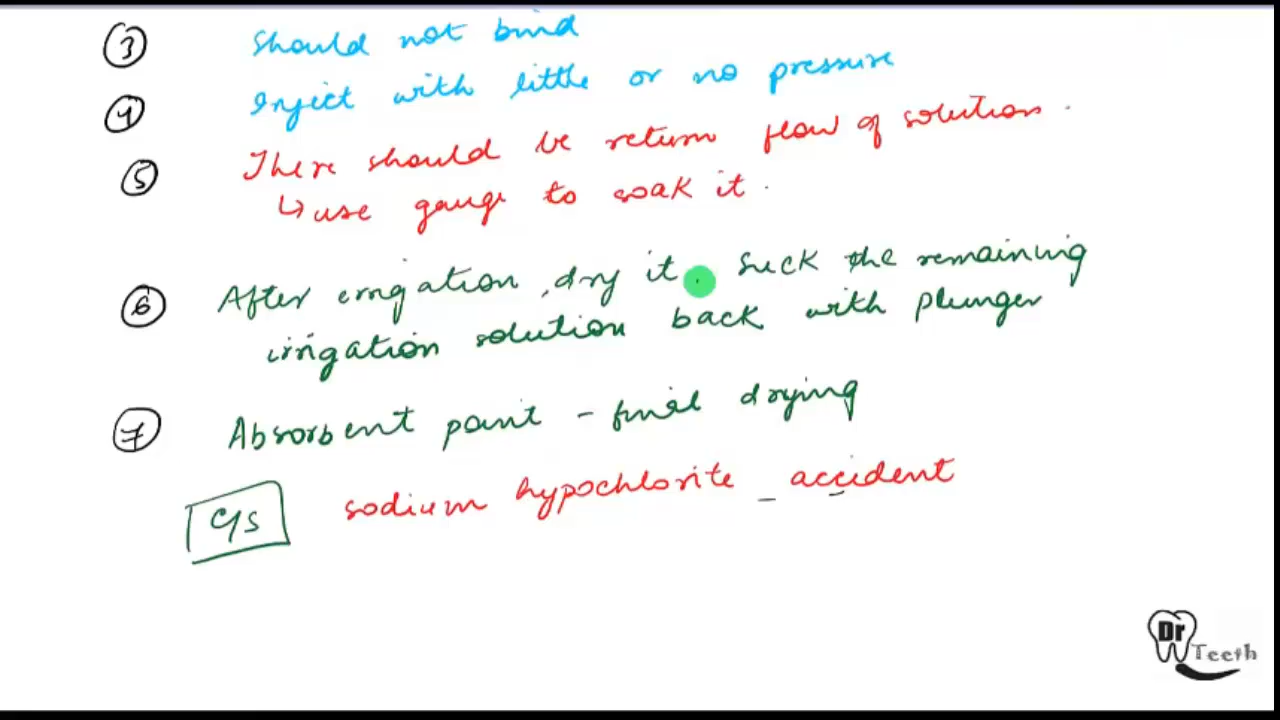 ③ Should not bind
④ Inject with little or no pressure
⑤ There should be return flow of solution.
↳ use gauge to soak it.
⑥ After irrigation, dry it. Suck the remaining
irrigation solution back with plunger
⑦ Absorbent point - final drying
sodium hypochlorite - accident
Dr
Teeth